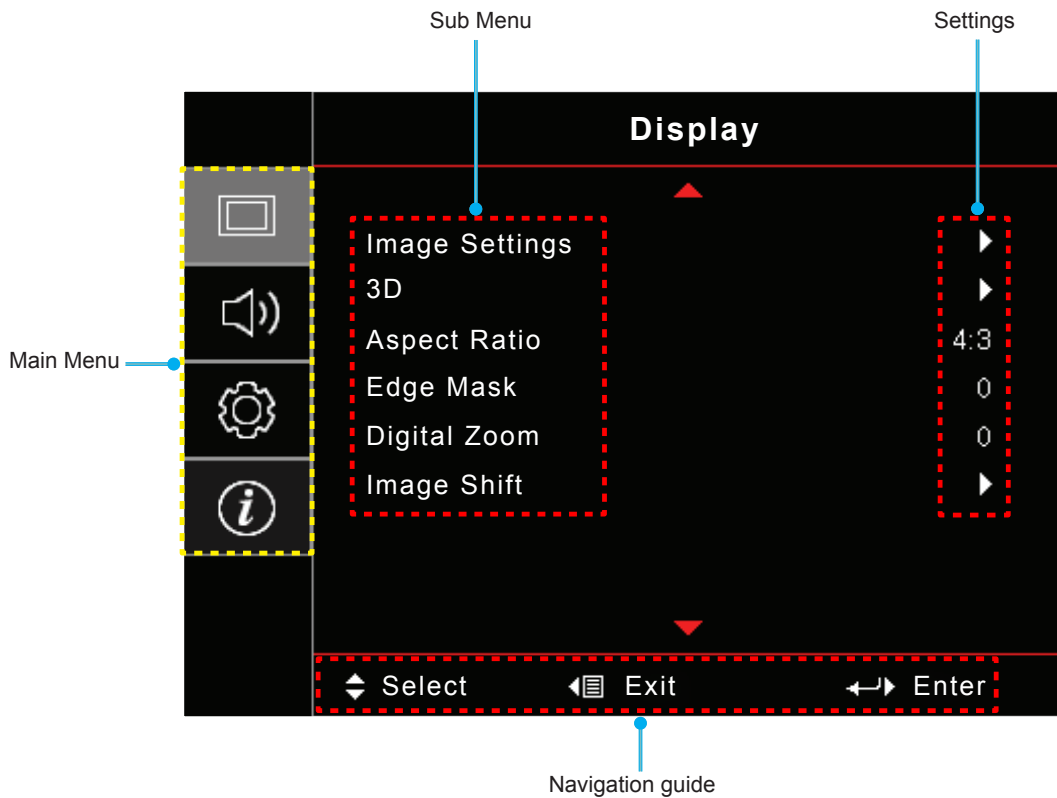 Sub Menu
Settings
Display
Image Settings
3D
Aspect Ratio 4:3
Edge Mask 0
Digital Zoom 0
Image Shift
Main Menu
Select Exit Enter
Navigation guide